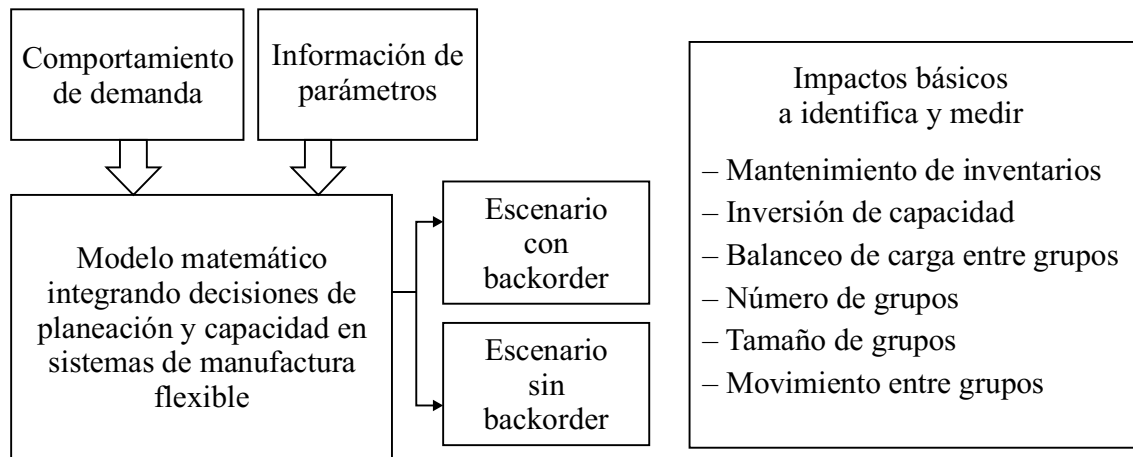 Comportamiento
de demanda
Información de
parámetros
Modelo matemático
integrando decisiones de
planeación y capacidad en
sistemas de manufactura
flexible
Escenario
con
backorder
Escenario
sin
backorder
Impactos básicos
a identifica y medir
– Mantenimiento de inventarios
– Inversión de capacidad
– Balanceo de carga entre grupos
– Número de grupos
– Tamaño de grupos
– Movimiento entre grupos